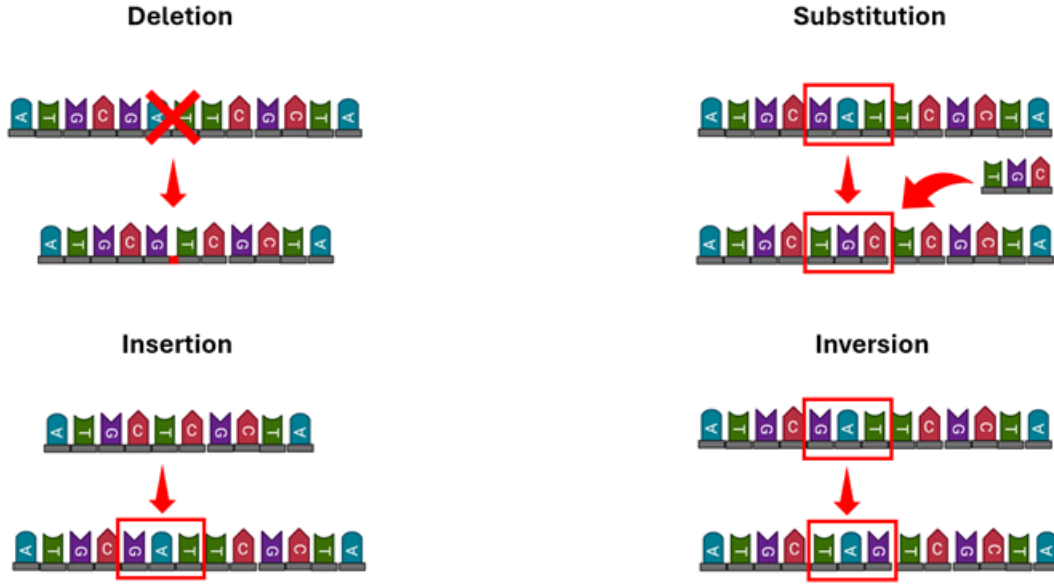 Deletion
A T G C G A T T C G C T A
A T G C G T C G C T A
Substitution
A T G C G A T T C G C T A
T G C
A T G C T G C T C G C T A
Insertion
A T G C T C G C T A
A T G C G A T T C G C T A
Inversion
A T G C G A T T C G C T A
A T G C T A G T C G C T A